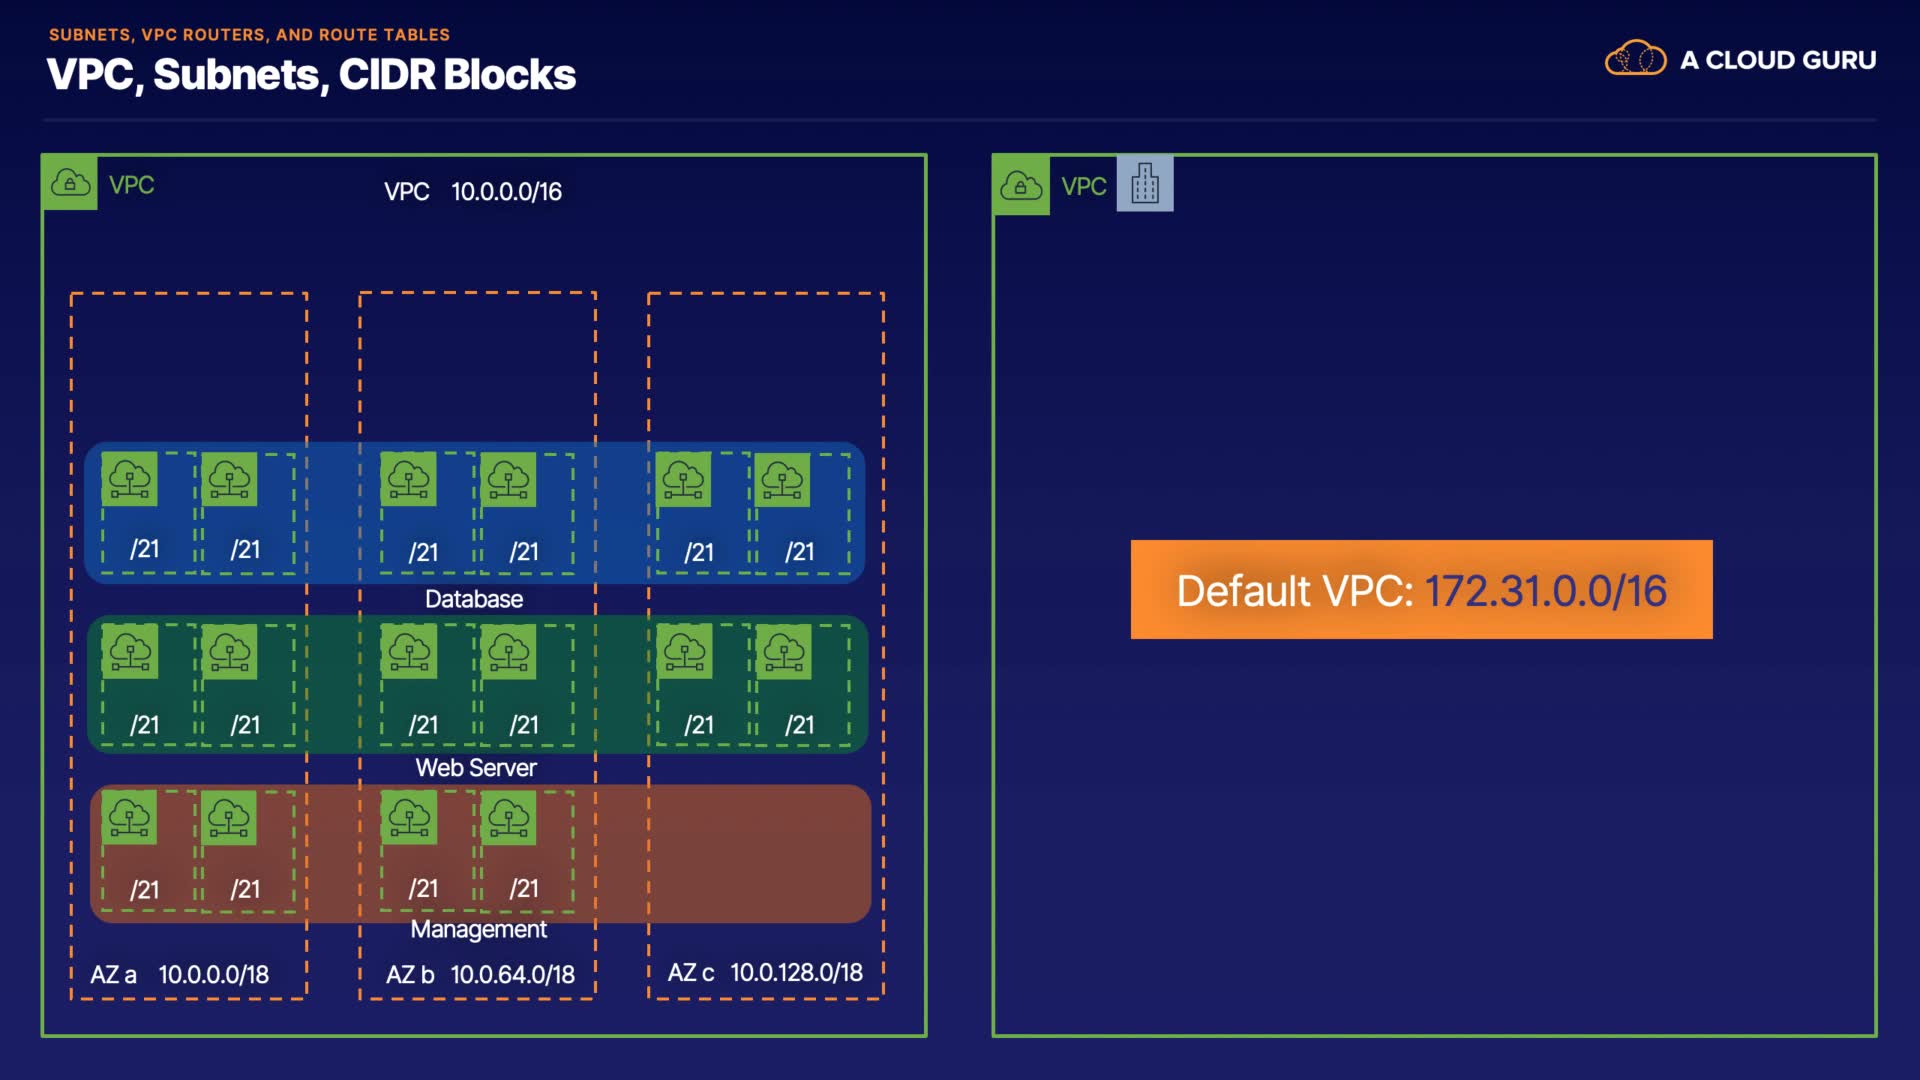 SUBNETS, VPC ROUTERS, AND ROUTE TABLES
VPC, Subnets, CIDR Blocks
A CLOUD GURU
VPC
VPC 10.0.0.0/16
/21 /21 /21 /21 /21 /21
Database
/21 /21 /21 /21 /21 /21
Web Server
/21 /21 /21 /21
Management
AZ a 10.0.0.0/18
AZ b 10.0.64.0/18
AZ c 10.0.128.0/18
VPC
Default VPC: 172.31.0.0/16